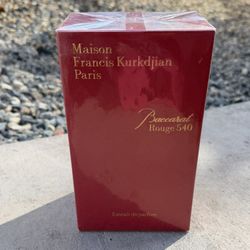 Maison
Francis Kurkdjian
Paris
Baccarat
Rouge 540
Extrait de parfum